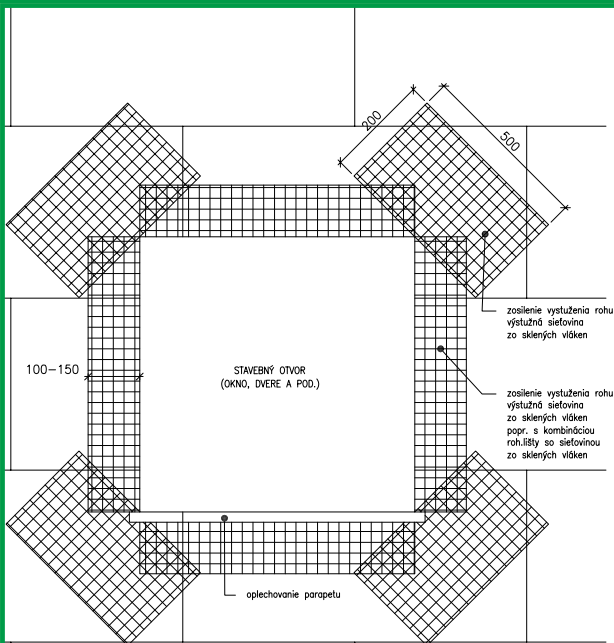 200
500
zosilenie vystuženia rohu
výstužná sieťovina
zo sklených vláken
100-150
STAVEBNÝ OTVOR
(OKNO, DVERE A POD.)
zosilenie vystuženia rohu
výstužná sieťovina
zo sklených vláken
popr. s kombináciou
roh.lišty so sieťovinou
zo sklených vláken
oplechovanie parapetu